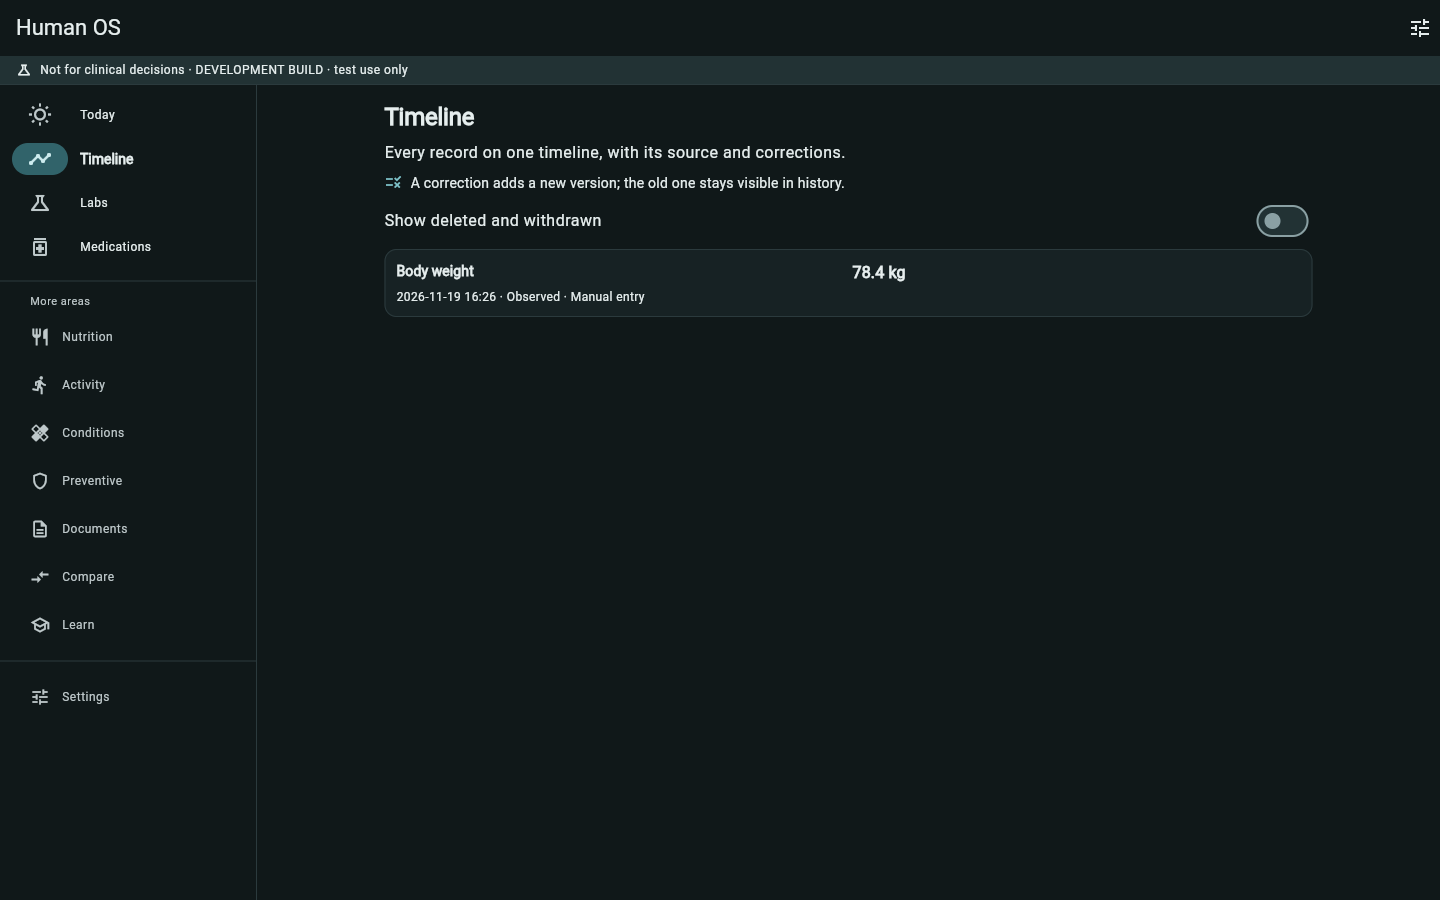 Human OS
Not for clinical decisions · DEVELOPMENT BUILD · test use only
Today
Timeline
Labs
Medications
More areas
Nutrition
Activity
Conditions
Preventive
Documents
Compare
Learn
Settings
Timeline
Every record on one timeline, with its source and corrections.
A correction adds a new version; the old one stays visible in history.
Show deleted and withdrawn
Body weight 78.4 kg
2026-11-19 16:26 · Observed · Manual entry